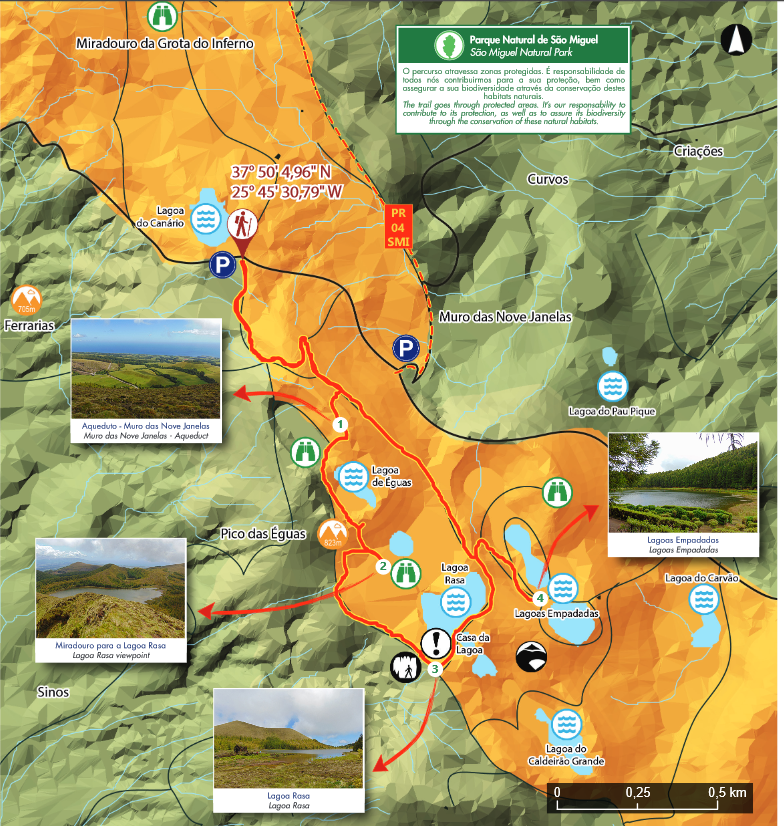 Miradouro da Grota do Inferno
Parque Natural de São Miguel
São Miguel Natural Park
O percurso atravessa zonas protegidas. É responsabilidade de
todos nós contribuirmos para a sua proteção, bem como
assegurar a sua biodiversidade através da conservação destes
habitats naturais.
The trail goes through protected areas. It's our responsability to
contribute to its protection, as well as to assure its biodiversity
through the conservation of these natural habitats.
Criações
Curvos
37° 50' 4,96" N
25° 45' 30,79" W
Lagoa
do Canário
PR
04
SMI
P
705m
Ferrarias
Muro das Nove Janelas
P
Lagoa do Pau Pique
Aqueduto - Muro das Nove Janelas
Muro das Nove Janelas - Aqueduct
1
Lagoa
de Éguas
Pico das Éguas
823m
Lagoas Empadadas
Lagoas Empadadas
2
Lagoa
Rasa
Lagoa do Carvão
4
Lagoas Empadadas
Miradouro para a Lagoa Rasa
Lagoa Rasa viewpoint
!
Casa da
Lagoa
3
Sinos
Lagoa do
Caldeirão Grande
Lagoa Rasa
Lagoa Rasa
0 0,25 0,5 km